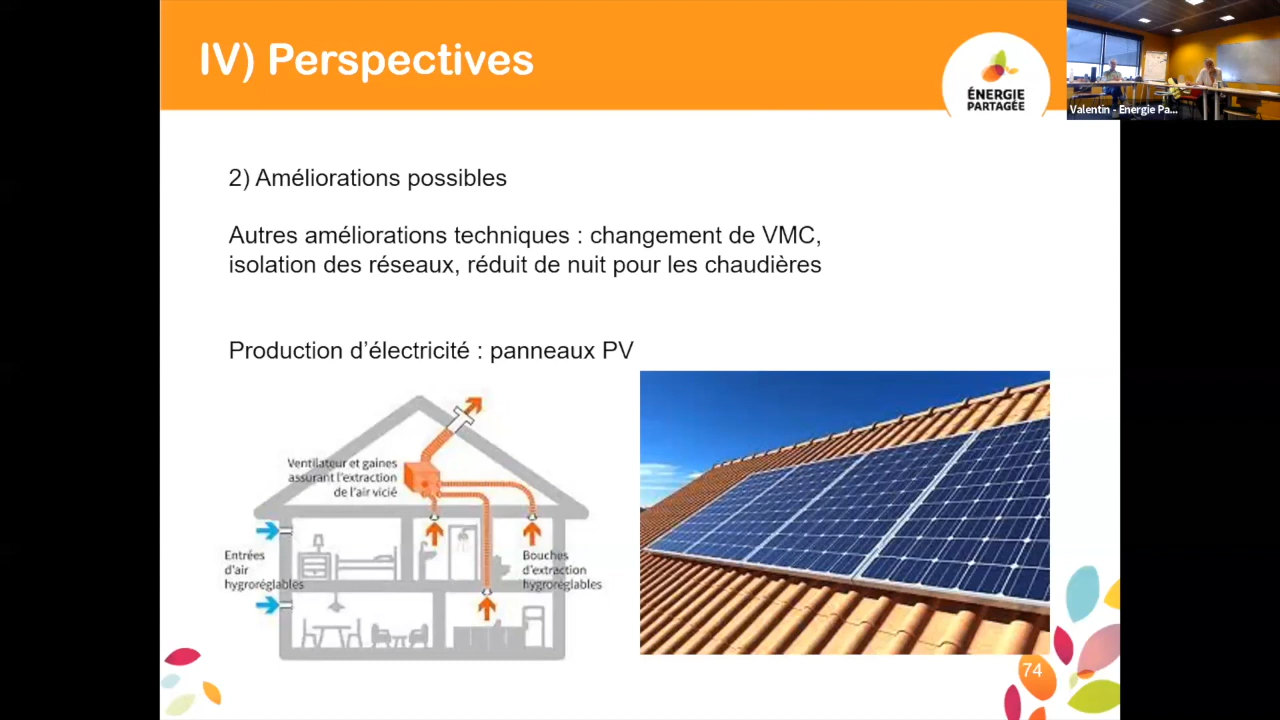 IV) Perspectives
ÉNERGIE
PARTAGÉE
Valentin - Energie Pa...
2) Améliorations possibles
Autres améliorations techniques : changement de VMC,
isolation des réseaux, réduit de nuit pour les chaudières
Production d’électricité : panneaux PV
Ventilateur et gaines
assurant l'extraction
de l'air vicié
Entrées
d'air
hygroréglables
Bouches
d'extraction
hygroréglables
74